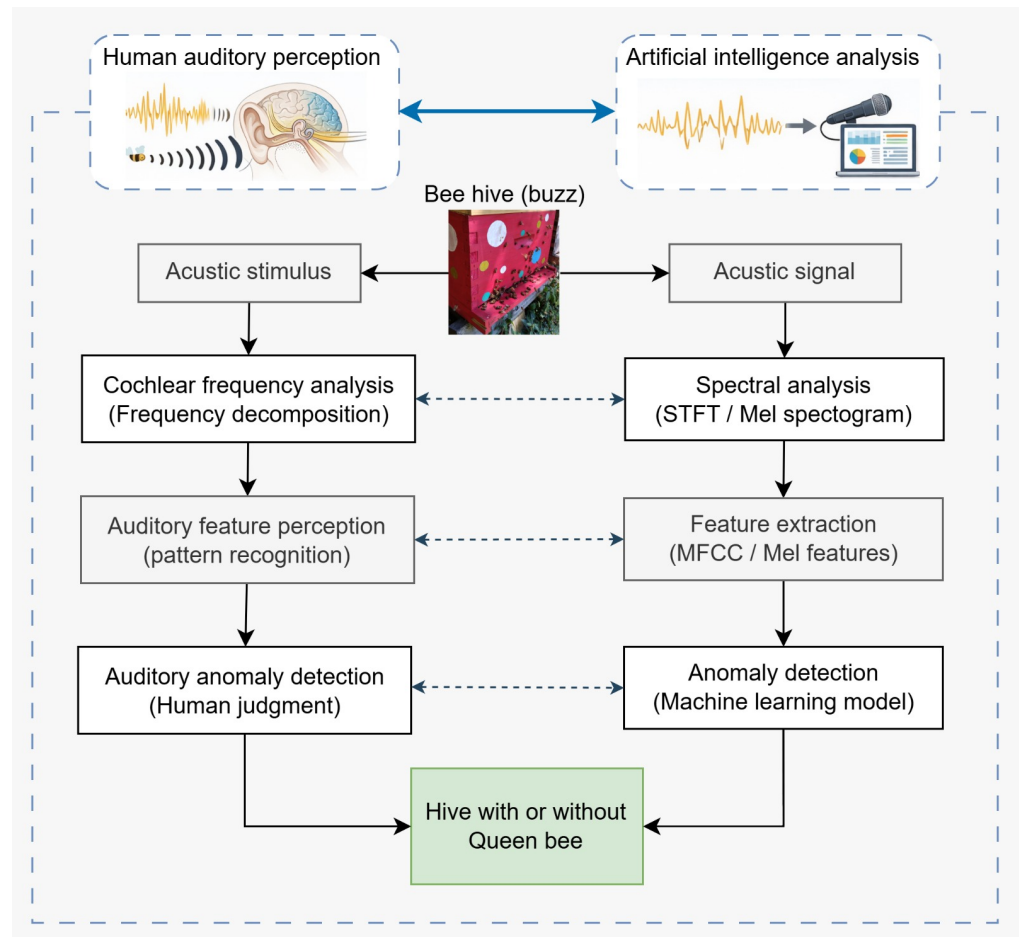 Human auditory perception
Artificial intelligence analysis
Bee hive (buzz)
Acustic stimulus
Acustic signal
Cochlear frequency analysis
(Frequency decomposition)
Spectral analysis
(STFT / Mel spectogram)
Auditory feature perception
(pattern recognition)
Feature extraction
(MFCC / Mel features)
Auditory anomaly detection
(Human judgment)
Anomaly detection
(Machine learning model)
Hive with or without
Queen bee